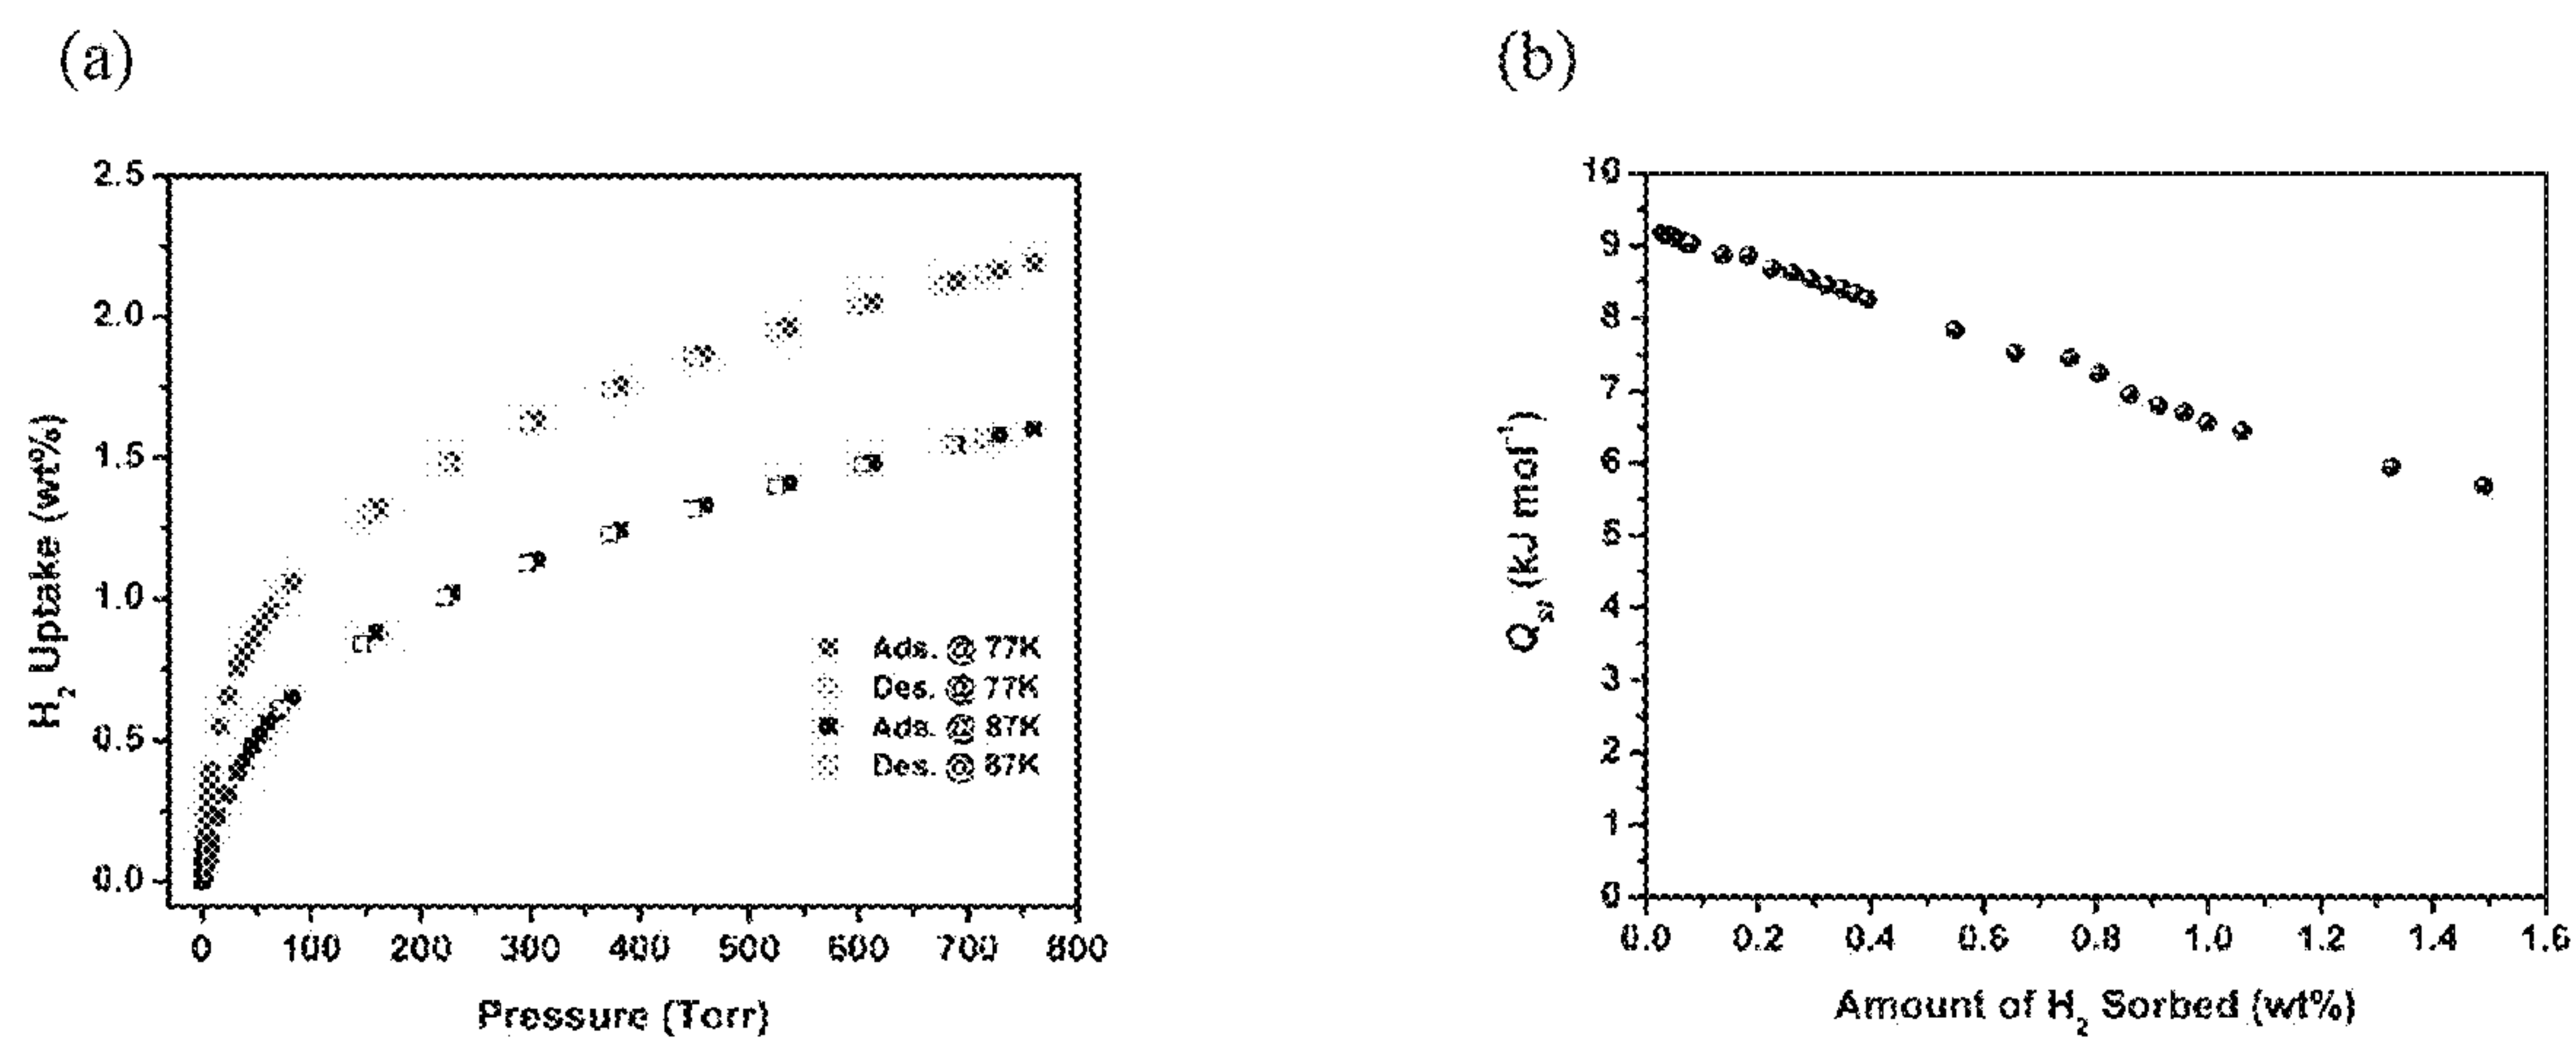 (a)
(b)
H2 Uptake (wt%)
2.5
2.0
1.5
1.0
0.5
0.0
0 100 200 300 400 500 600 700 800
Pressure (Torr)
Ads. @ 77K
Des. @ 77K
Ads. @ 87K
Des. @ 87K
Qst (kJ mol-1)
10
9
8
7
6
5
4
3
2
1
0
0.0 0.2 0.4 0.6 0.8 1.0 1.2 1.4 1.6
Amount of H2 Sorbed (wt%)